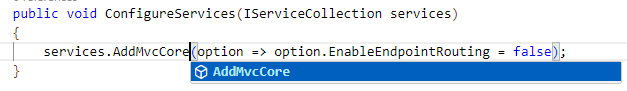 public void ConfigureServices(IServiceCollection services)
{
services.AddMvcCore(option => option.EnableEndpointRouting = false);
AddMvcCore
}